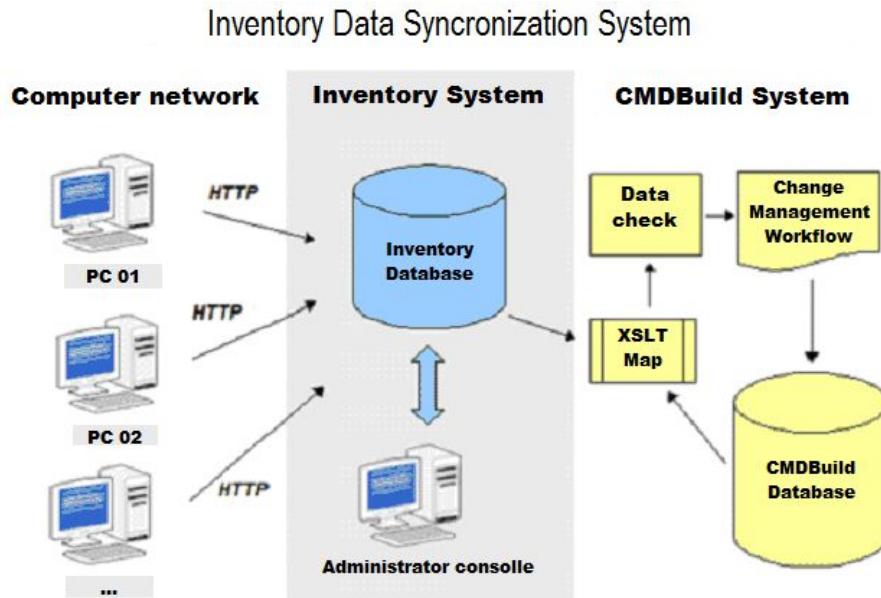 Inventory Data Syncronization System
Computer network
Inventory System
CMDBuild System
HTTP
PC 01
HTTP
PC 02
HTTP
...
Inventory
Database
Administrator consolle
Data
check
Change
Management
Workflow
XSLT
Map
CMDBuild
Database